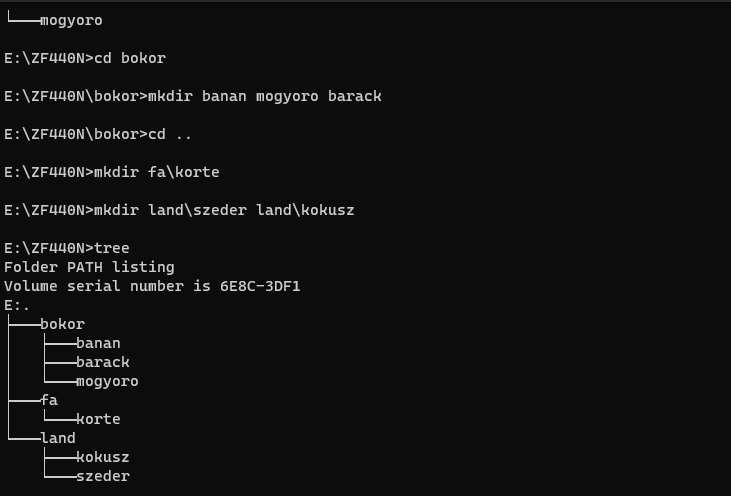 └───mogyoro
E:\ZF440N>cd bokor
E:\ZF440N\bokor>mkdir banan mogyoro barack
E:\ZF440N\bokor>cd ..
E:\ZF440N>mkdir fa\korte
E:\ZF440N>mkdir land\szeder land\kokusz
E:\ZF440N>tree
Folder PATH listing
Volume serial number is 6E8C-3DF1
E:.
├───bokor
│   ├───banan
│   ├───barack
│   └───mogyoro
├───fa
│   └───korte
└───land
    ├───kokusz
    └───szeder